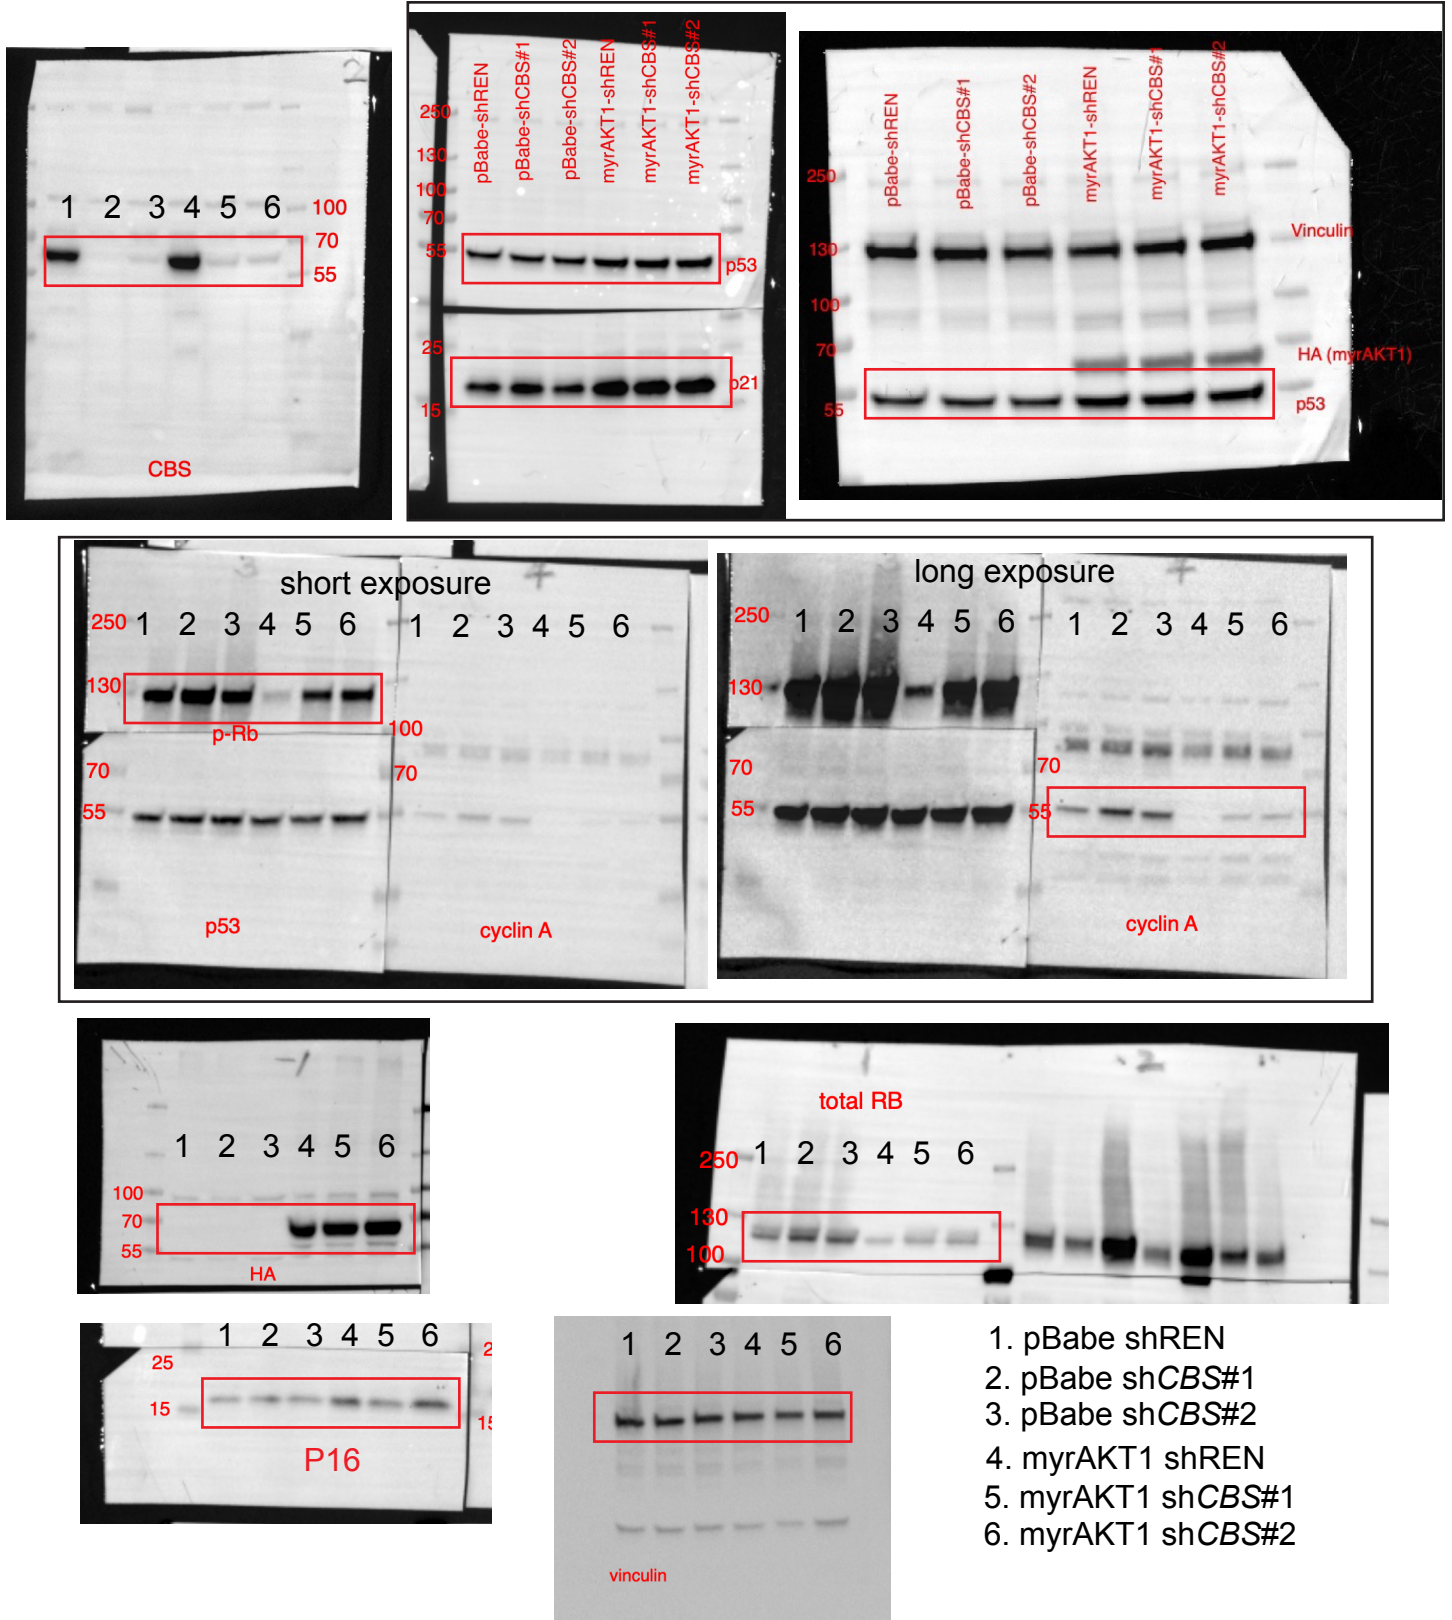 2
1 2 3 4 5 6
100
70
55
CBS
pBabe-shREN
pBabe-shCBS#1
pBabe-shCBS#2
myrAKT1-shREN
myrAKT1-shCBS#1
myrAKT1-shCBS#2
250
130
100
70
55
p53
25
p21
15
pBabe-shREN
pBabe-shCBS#1
pBabe-shCBS#2
myrAKT1-shREN
myrAKT1-shCBS#1
myrAKT1-shCBS#2
250
Vinculin
130
100
70
HA (myrAKT1)
55
p53
3
short exposure
250 1 2 3 4 5 6
1 2 3 4 5 6
130
p-Rb
100
70
70
55
p53
cyclin A
long exposure
250
1 2 3 4 5 6
1 2 3 4 5 6
130
70
70
55
55
cyclin A
1 2 3 4 5 6
100
70
55
HA
1
2
total RB
250 1 2 3 4 5 6
130
100
1 2 3 4 5 6
25
2
15
15
P16
1 2 3 4 5 6
vinculin
1. pBabe shREN
2. pBabe shCBS#1
3. pBabe shCBS#2
4. myrAKT1 shREN
5. myrAKT1 shCBS#1
6. myrAKT1 shCBS#2